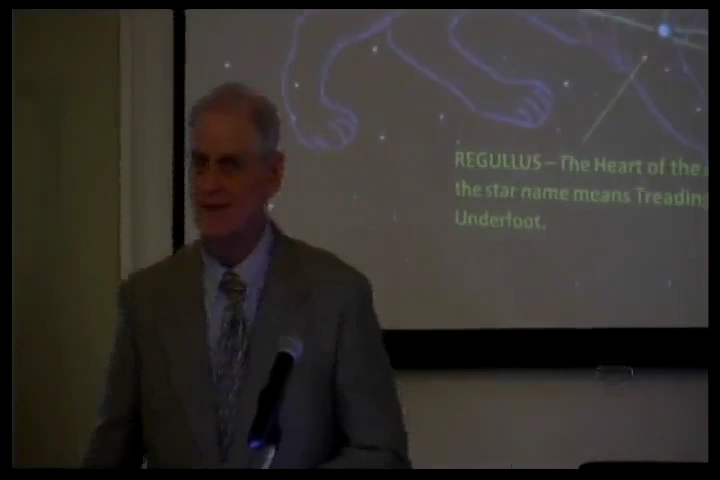 REGULLUS – The Heart of the
the star name means Treading
Underfoot.